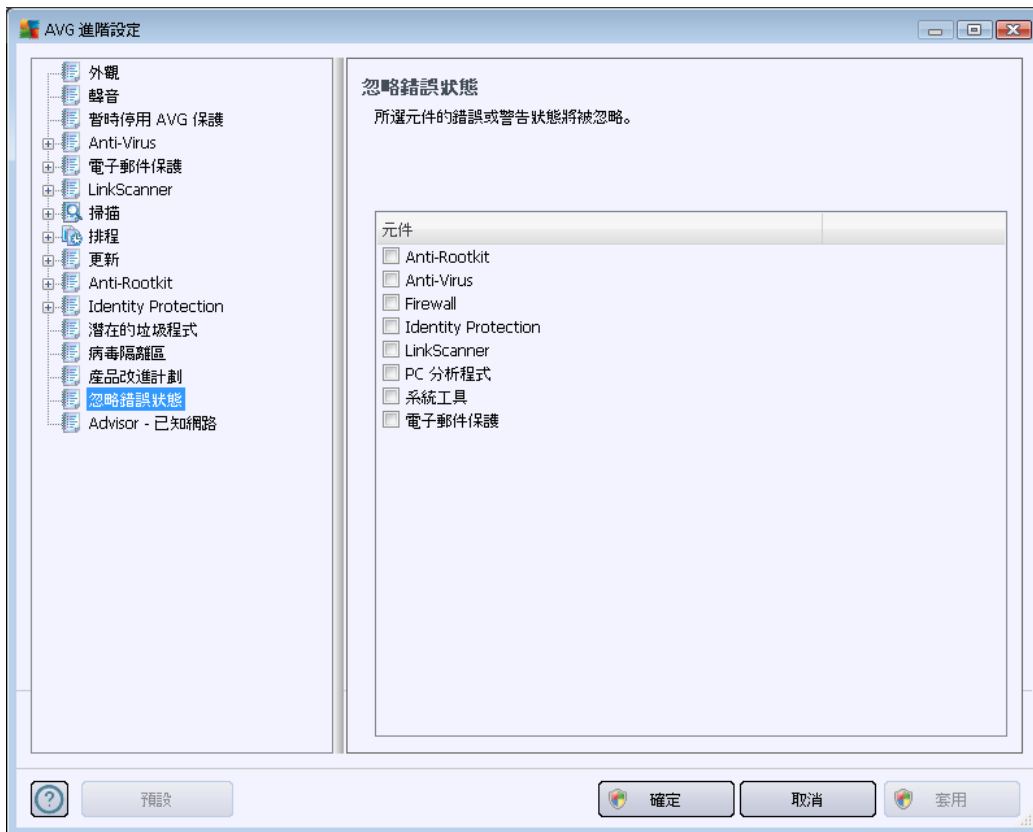 AVG 進階設定
外觀
聲音
暫時停用 AVG 保護
Anti-Virus
電子郵件保護
LinkScanner
掃描
排程
更新
Anti-Rootkit
Identity Protection
潛在的垃圾程式
病毒隔離區
產品改進計劃
忽略錯誤狀態
Advisor - 已知網路
忽略錯誤狀態
所選元件的錯誤或警告狀態將被忽略。
元件
Anti-Rootkit
Anti-Virus
Firewall
Identity Protection
LinkScanner
PC 分析程式
系統工具
電子郵件保護
預設
確定
取消
套用